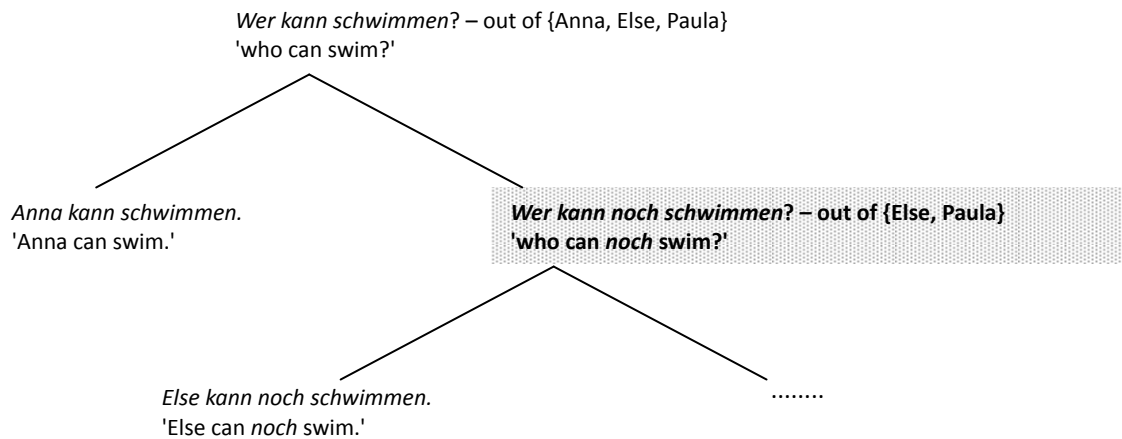 Wer kann schwimmen? – out of {Anna, Else, Paula}
'who can swim?'
Anna kann schwimmen.
'Anna can swim.'
Wer kann noch schwimmen? – out of {Else, Paula}
'who can noch swim?'
Else kann noch schwimmen.
'Else can noch swim.'
........